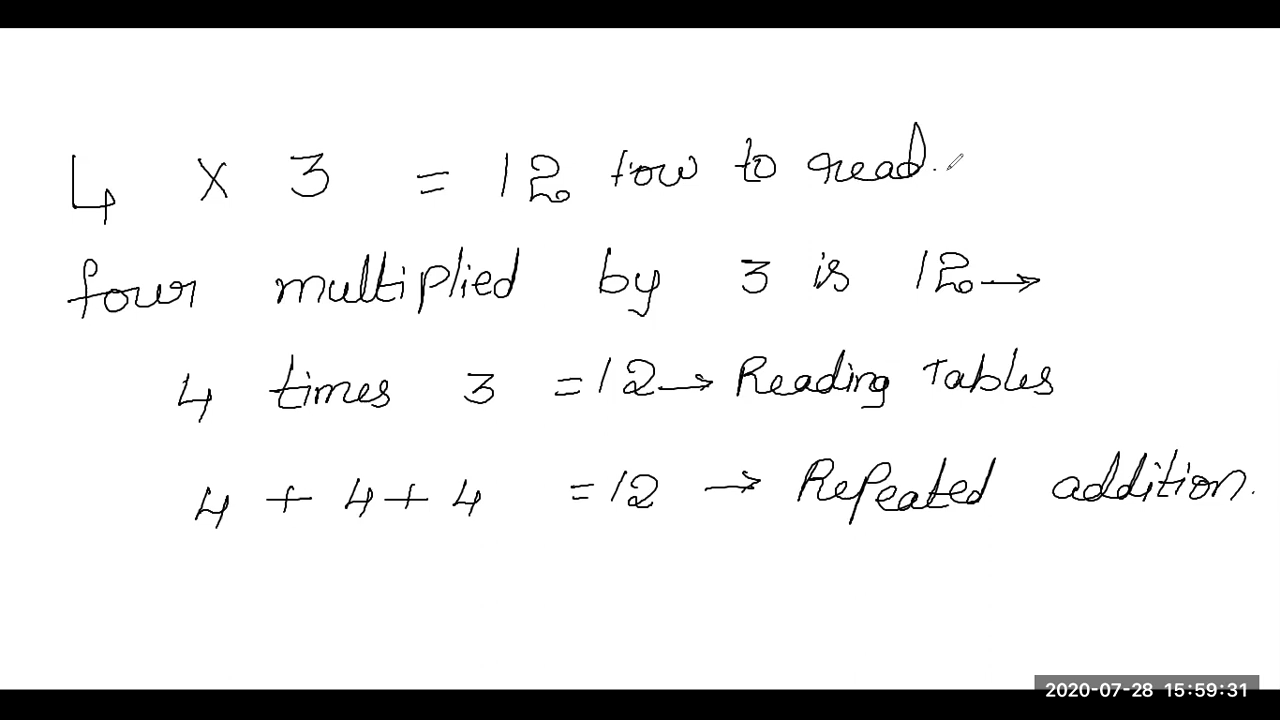 4 x 3 = 12 How to read.
four multiplied by 3 is 12 →
4 times 3 = 12 → Reading Tables
4 + 4 + 4 = 12 → Repeated addition.
2020-07-28 15:59:31